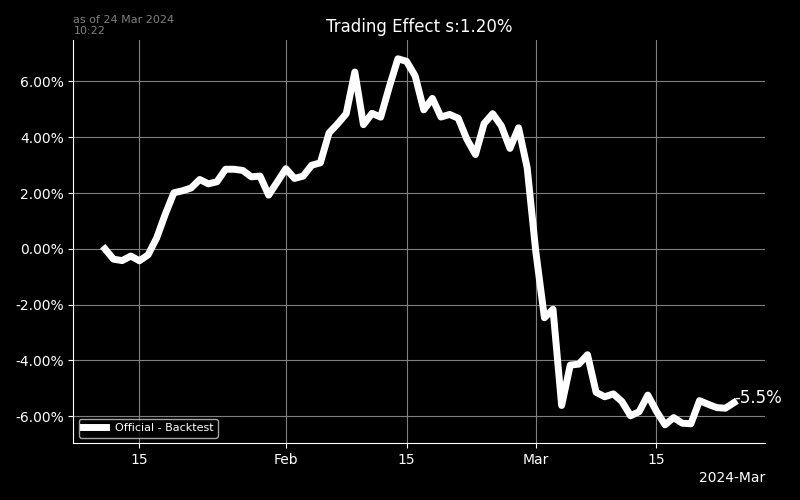 as of 24 Mar 2024
10:22
Trading Effect s:1.20%
6.00%
4.00%
2.00%
0.00%
-2.00%
-4.00%
-6.00%
-5.5%
Official - Backtest
15
Feb
15
Mar
15
2024-Mar